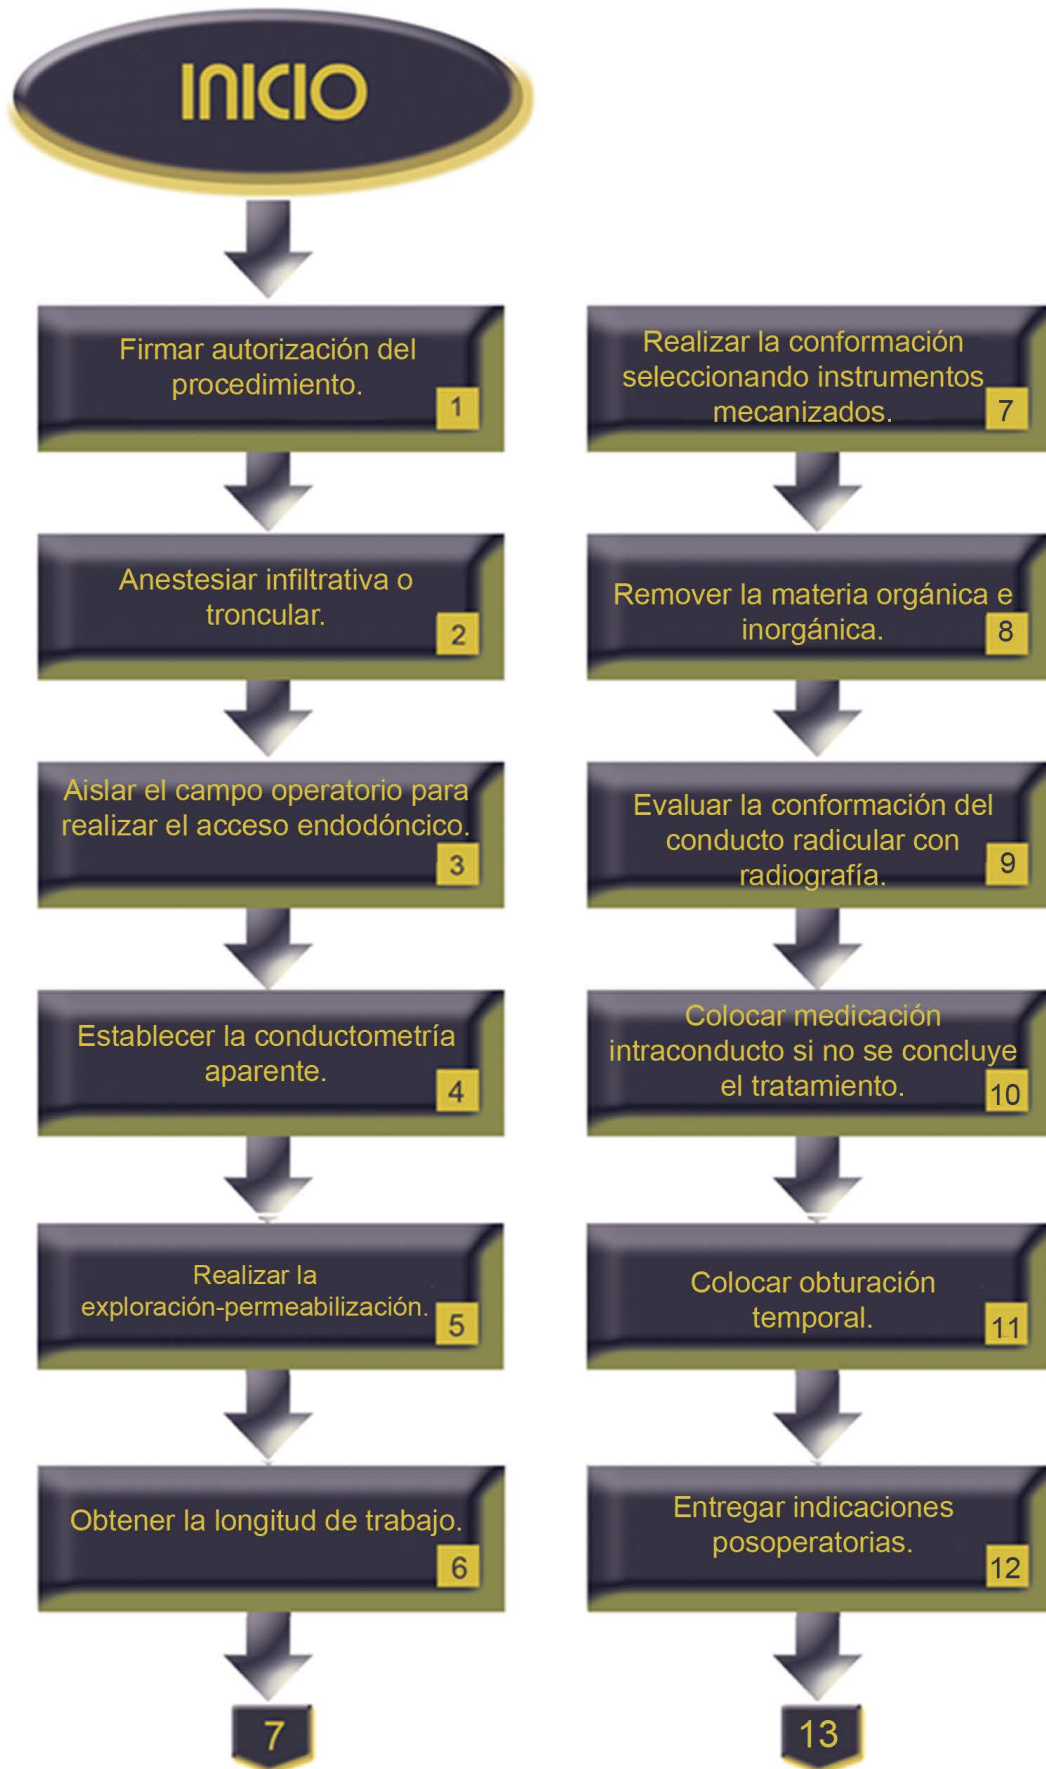 INICIO
Firmar autorización del
procedimiento.
1
Anestesiar infiltrativa o
troncular.
2
Aislar el campo operatorio para
realizar el acceso endodóncico.
3
Establecer la conductometría
aparente.
4
Realizar la
exploración-permeabilización.
5
Obtener la longitud de trabajo.
6
7
Realizar la conformación
seleccionando instrumentos
mecanizados.
7
Remover la materia orgánica e
inorgánica.
8
Evaluar la conformación del
conducto radicular con
radiografía.
9
Colocar medicación
intraconducto si no se concluye
el tratamiento.
10
Colocar obturación
temporal.
11
Entregar indicaciones
posoperatorias.
12
13